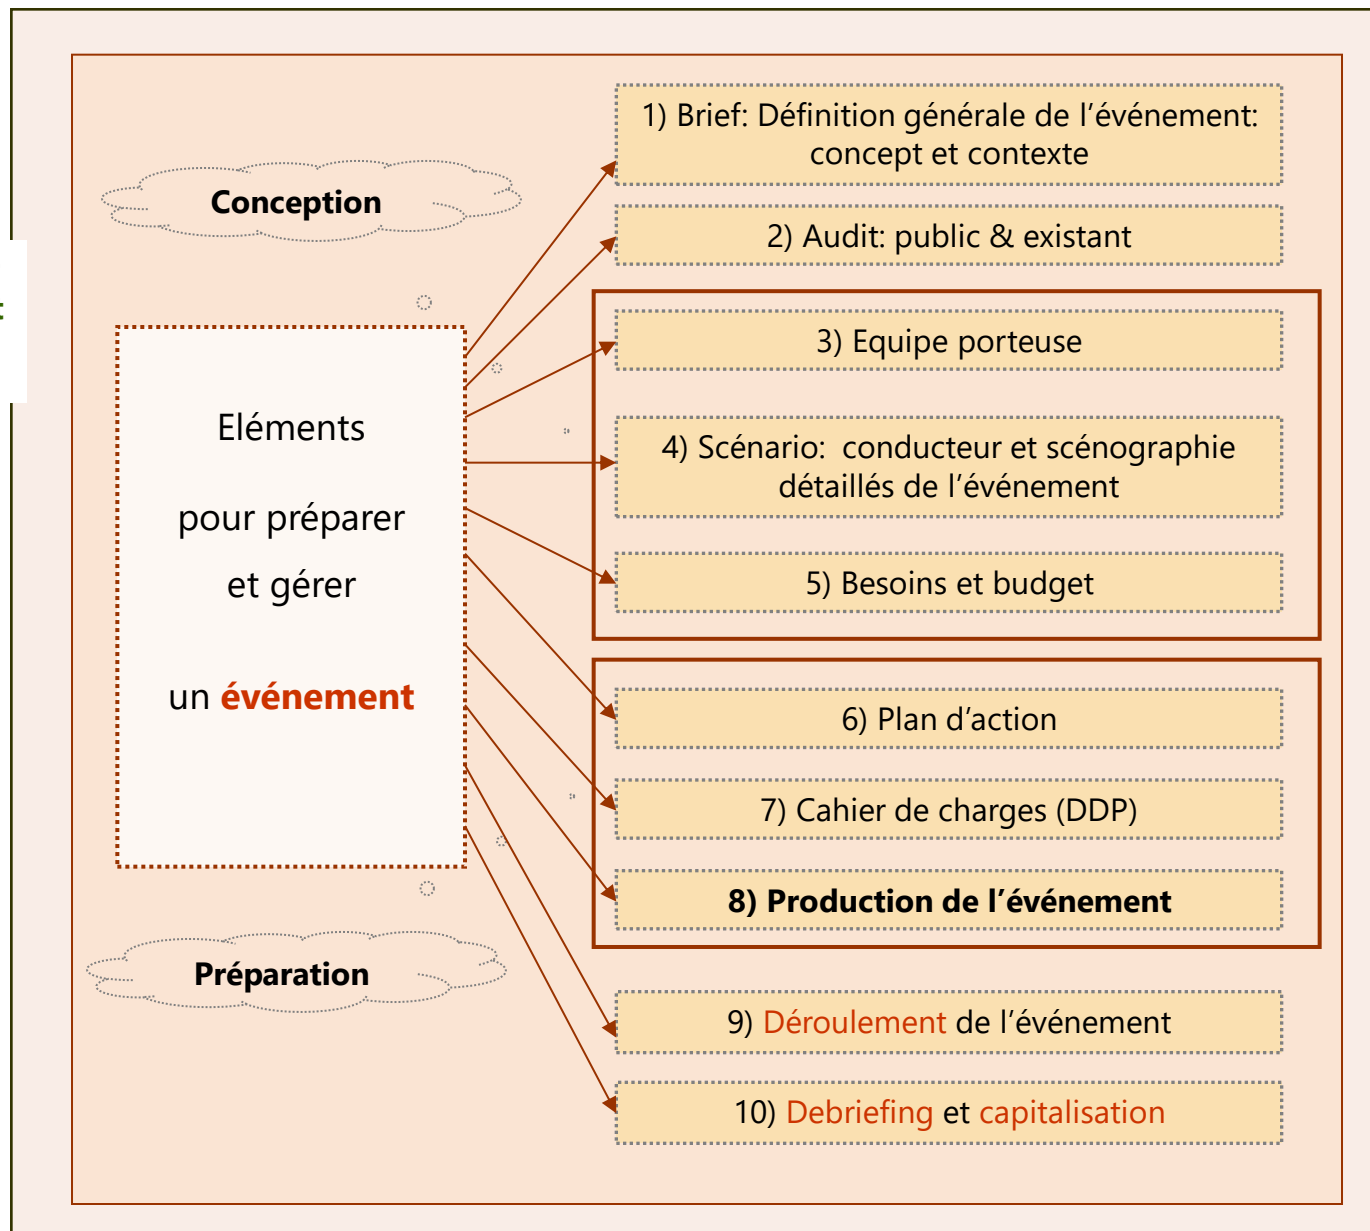 1) Brief: Définition générale de l’événement:
concept et contexte
Conception
2) Audit: public & existant
3) Equipe porteuse
Eléments
pour préparer
et gérer
un événement
4) Scénario:  conducteur et scénographie
détaillés de l’événement
5) Besoins et budget
6) Plan d’action
7) Cahier de charges (DDP)
8) Production de l’événement
Préparation
9) Déroulement de l’événement
10) Debriefing et capitalisation